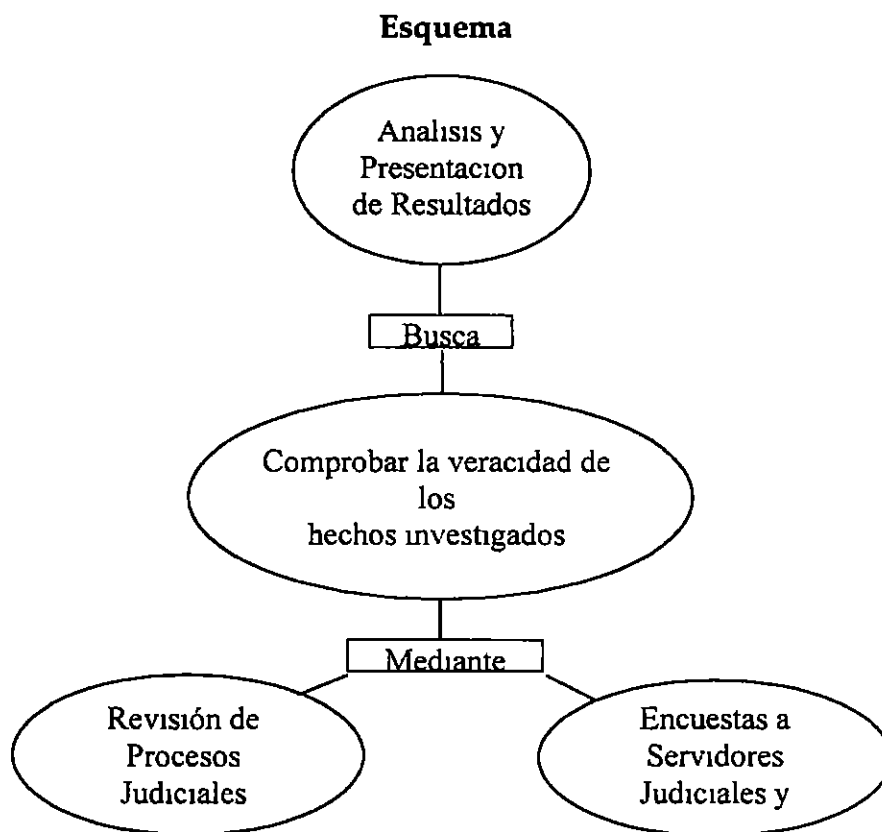 Esquema
Analisis y
Presentacion
de Resultados
Busca
Comprobar la veracidad de
los
hechos investigados
Mediante
Revisión de
Procesos
Judiciales
Encuestas a
Servidores
Judiciales y